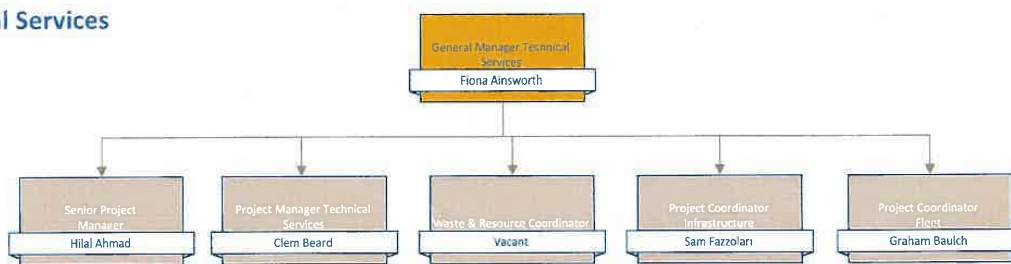 al Services
General Manager Technical
Services
Fiona Ainsworth
Senior Project
Manager
Hilal Ahmad
Project Manager Technical
Services
Clem Beard
Waste & Resource Coordinator
Vacant
Project Coordinator
Infrastructure
Sam Fazzolari
Project Coordinator
Fleet
Graham Baulch